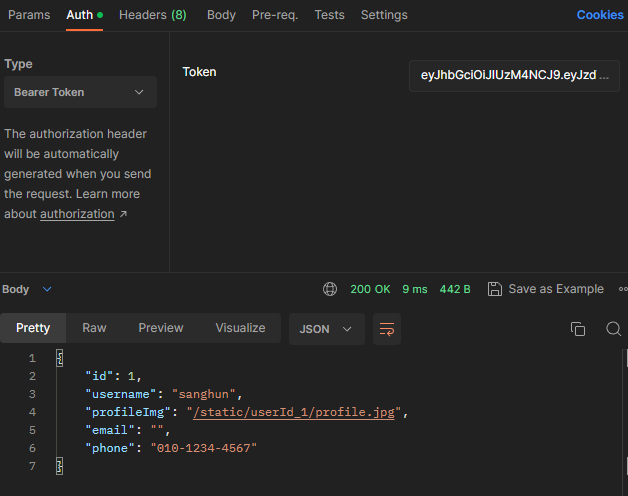 Params Auth Headers (8) Body Pre-req. Tests Settings Cookies
Type
Bearer Token
The authorization header
will be automatically
generated when you send
the request. Learn more
about authorization ↗
Token
eyJhbGciOiJIUzM4NCJ9.eyJzd ...
Body 200 OK 9 ms 442 B Save as Example
Pretty Raw Preview Visualize JSON
1 {
2 "id": 1,
3 "username": "sanghun",
4 "profileImg": "/static/userId_1/profile.jpg",
5 "email": "",
6 "phone": "010-1234-4567"
7 }